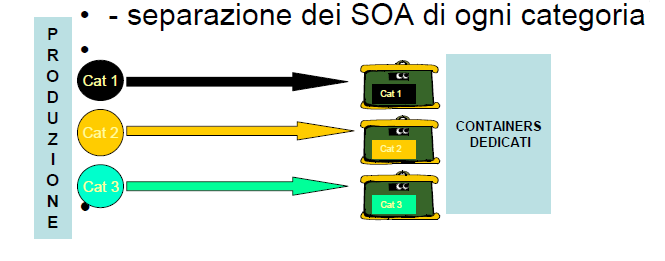 - separazione dei SOA di ogni categoria
PRODUZIONE
Cat 1
Cat 1
Cat 2
Cat 2
Cat 3
Cat 3
CONTAINERS
DEDICATI